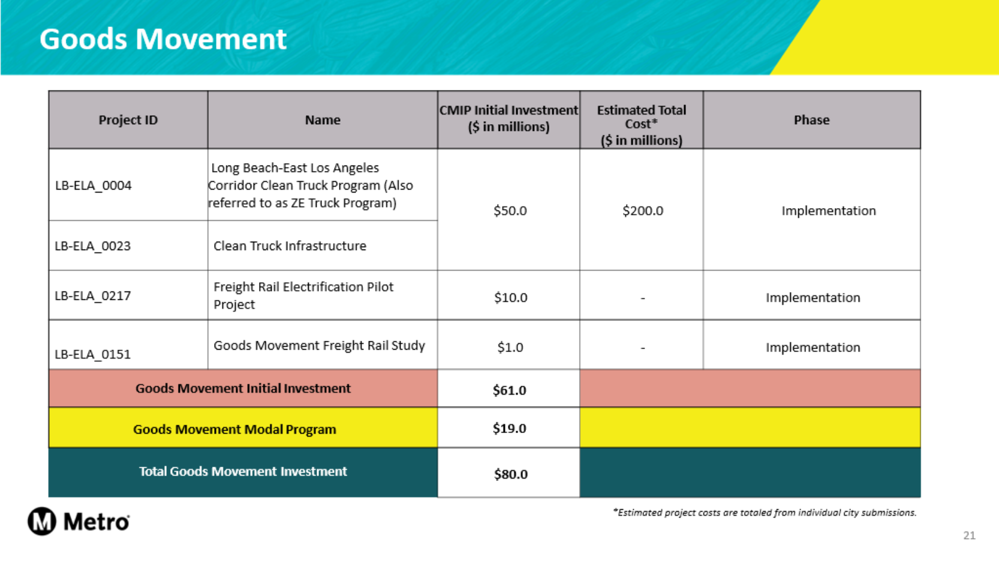 Goods Movement
Project ID
Name
CMIP Initial Investment
($ in millions)
Estimated Total
Cost*
($ in millions)
Phase
LB-ELA_0004
Long Beach-East Los Angeles
Corridor Clean Truck Program (Also
referred to as ZE Truck Program)
$50.0
$200.0
Implementation
LB-ELA_0023
Clean Truck Infrastructure
LB-ELA_0217
Freight Rail Electrification Pilot
Project
$10.0
-
Implementation
LB-ELA_0151
Goods Movement Freight Rail Study
$1.0
-
Implementation
Goods Movement Initial Investment
$61.0
Goods Movement Modal Program
$19.0
Total Goods Movement Investment
$80.0
*Estimated project costs are totaled from individual city submissions.
M Metro
21